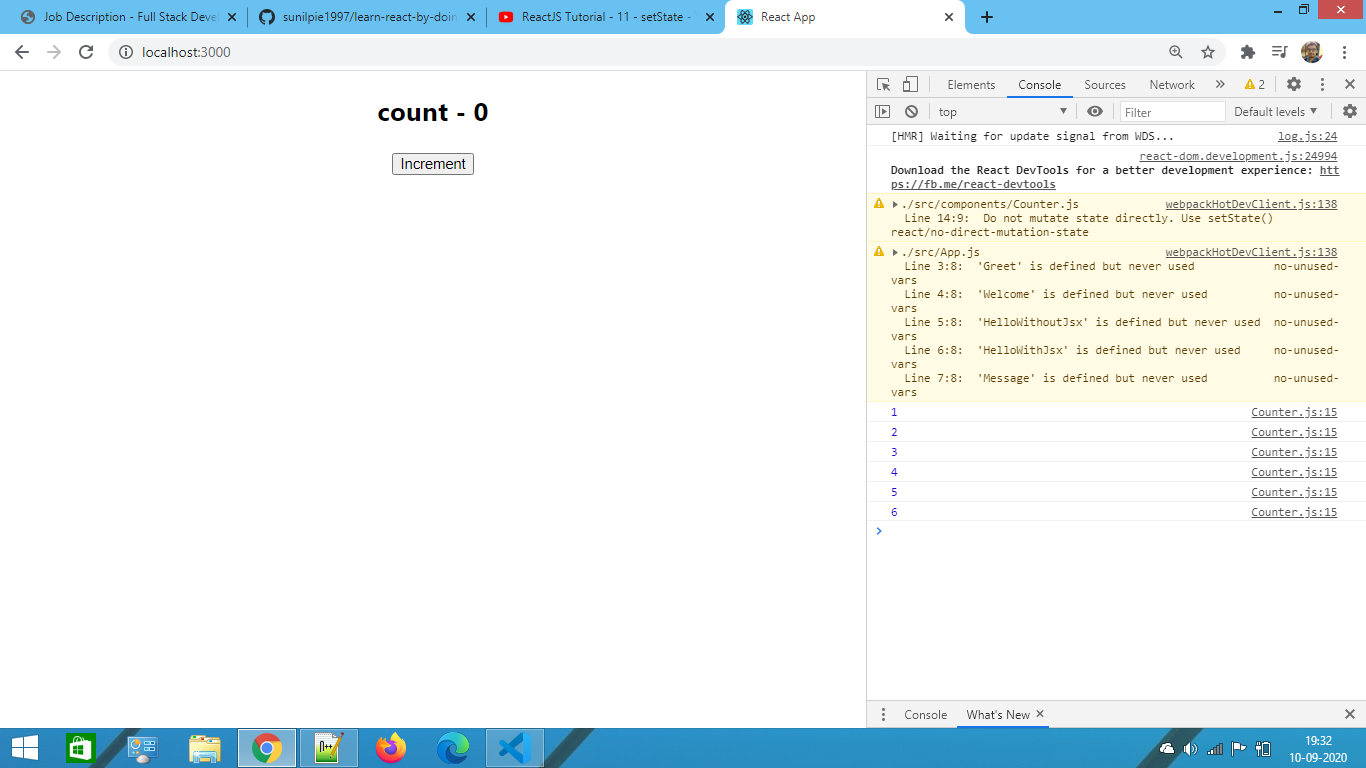 Job Description - Full Stack Devel
sunilpie1997/learn-react-by-doin
ReactJS Tutorial - 11 - setState -
React App
localhost:3000
count - 0
Increment
Elements
Console
Sources
Network
2
top
Filter
Default levels
[HMR] Waiting for update signal from WDS... log.js:24
react-dom.development.js:24994
Download the React DevTools for a better development experience: htt
ps://fb.me/react-devtools
./src/components/Counter.js webpackHotDevClient.js:138
Line 14:9: Do not mutate state directly. Use setState()
react/no-direct-mutation-state
./src/App.js webpackHotDevClient.js:138
Line 3:8: 'Greet' is defined but never used no-unused-
vars
Line 4:8: 'Welcome' is defined but never used no-unused-
vars
Line 5:8: 'HelloWithoutJsx' is defined but never used no-unused-
vars
Line 6:8: 'HelloWithJsx' is defined but never used no-unused-
vars
Line 7:8: 'Message' is defined but never used no-unused-
vars
1 Counter.js:15
2 Counter.js:15
3 Counter.js:15
4 Counter.js:15
5 Counter.js:15
6 Counter.js:15
Console
What's New
19:32
10-09-2020